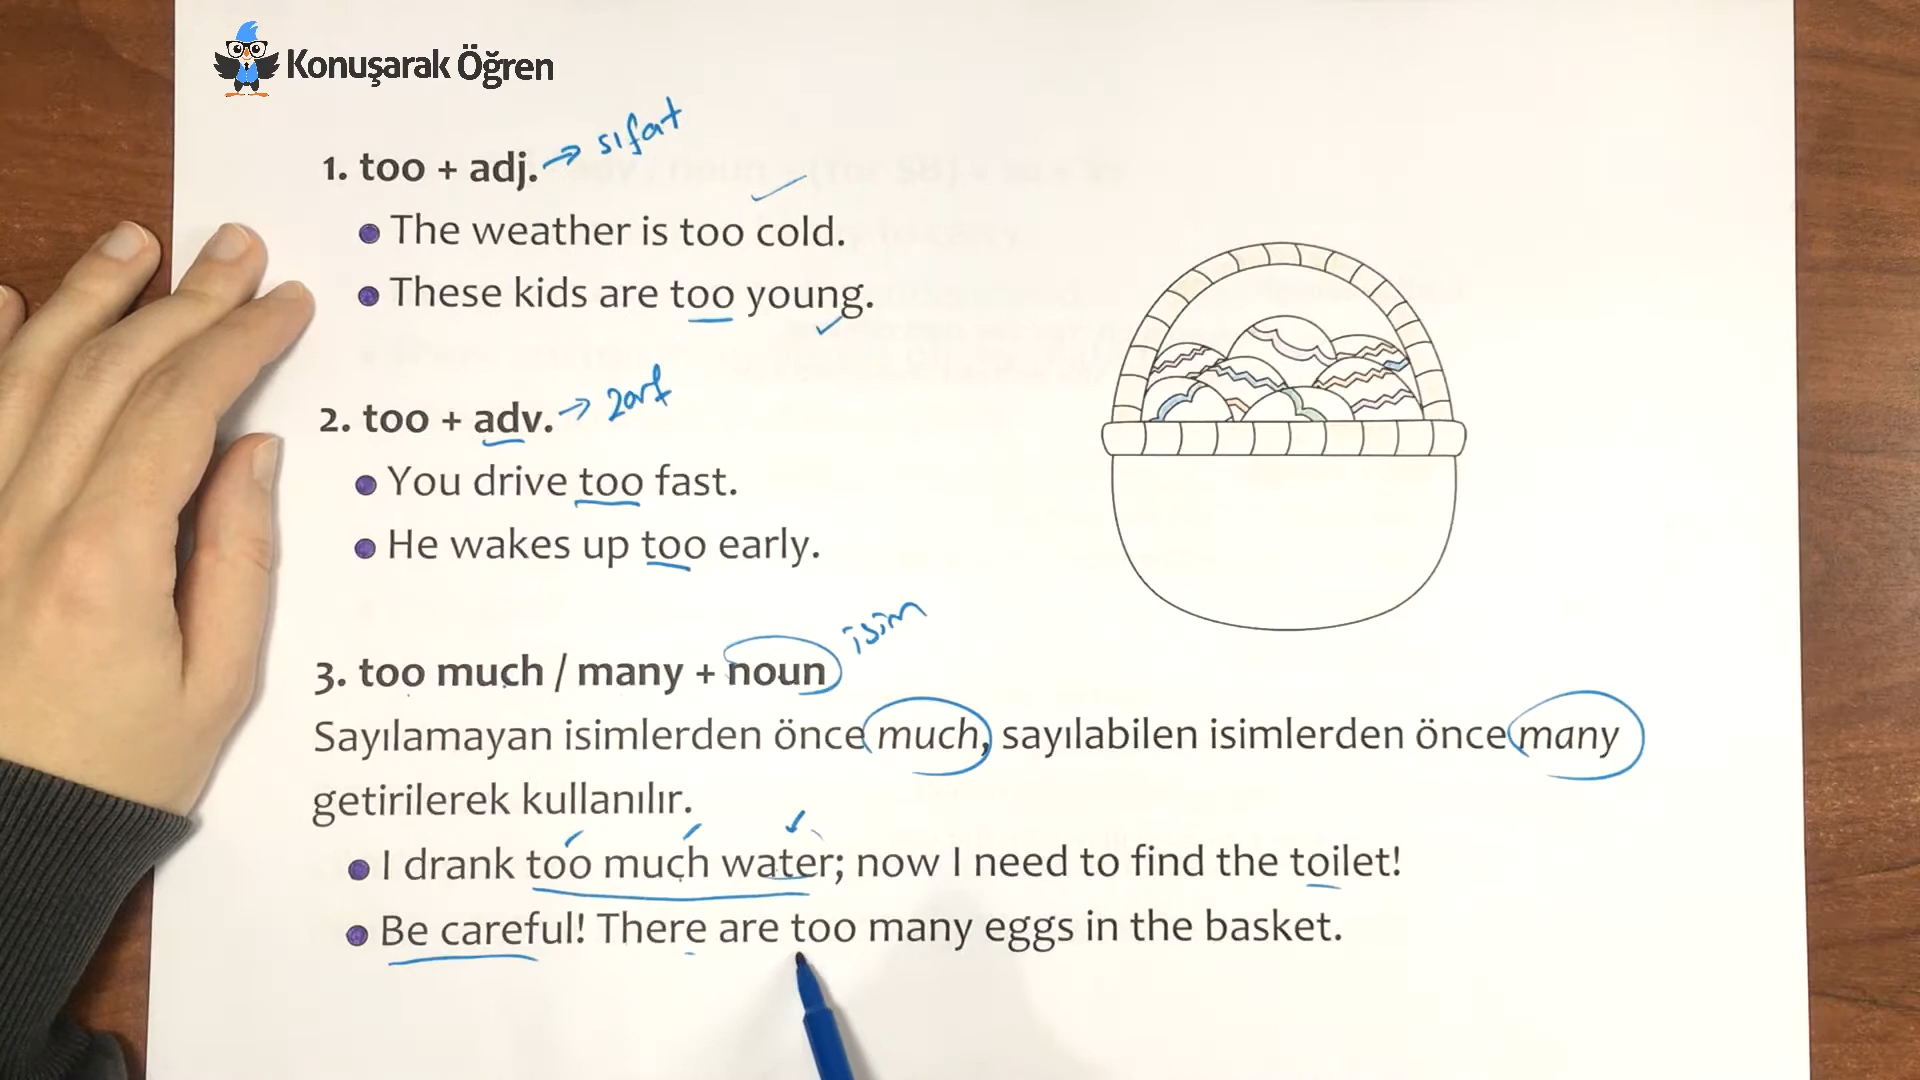 Konuşarak Öğren
1. too + adj. → sıfat
The weather is too cold.
These kids are too young.
2. too + adv. → zarf
You drive too fast.
He wakes up too early.
3. too much / many + noun isim
Sayılamayan isimlerden önce much, sayılabilen isimlerden önce many
getirilerek kullanılır.
I drank too much water; now I need to find the toilet!
Be careful! There are too many eggs in the basket.